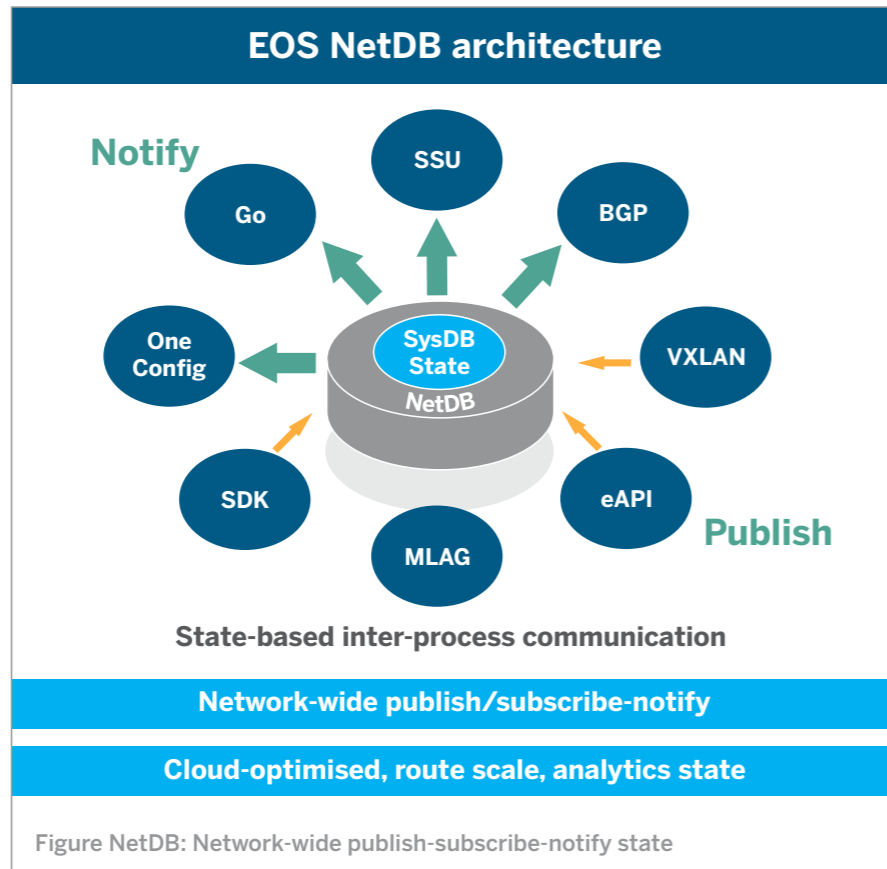 EOS NetDB architecture
Notify
SSU
Go
BGP
One
Config
SysDB
State
VXLAN
NetDB
SDK
eAPI
Publish
MLAG
State-based inter-process communication
Network-wide publish/subscribe-notify
Cloud-optimised, route scale, analytics state
Figure NetDB: Network-wide publish-subscribe-notify state